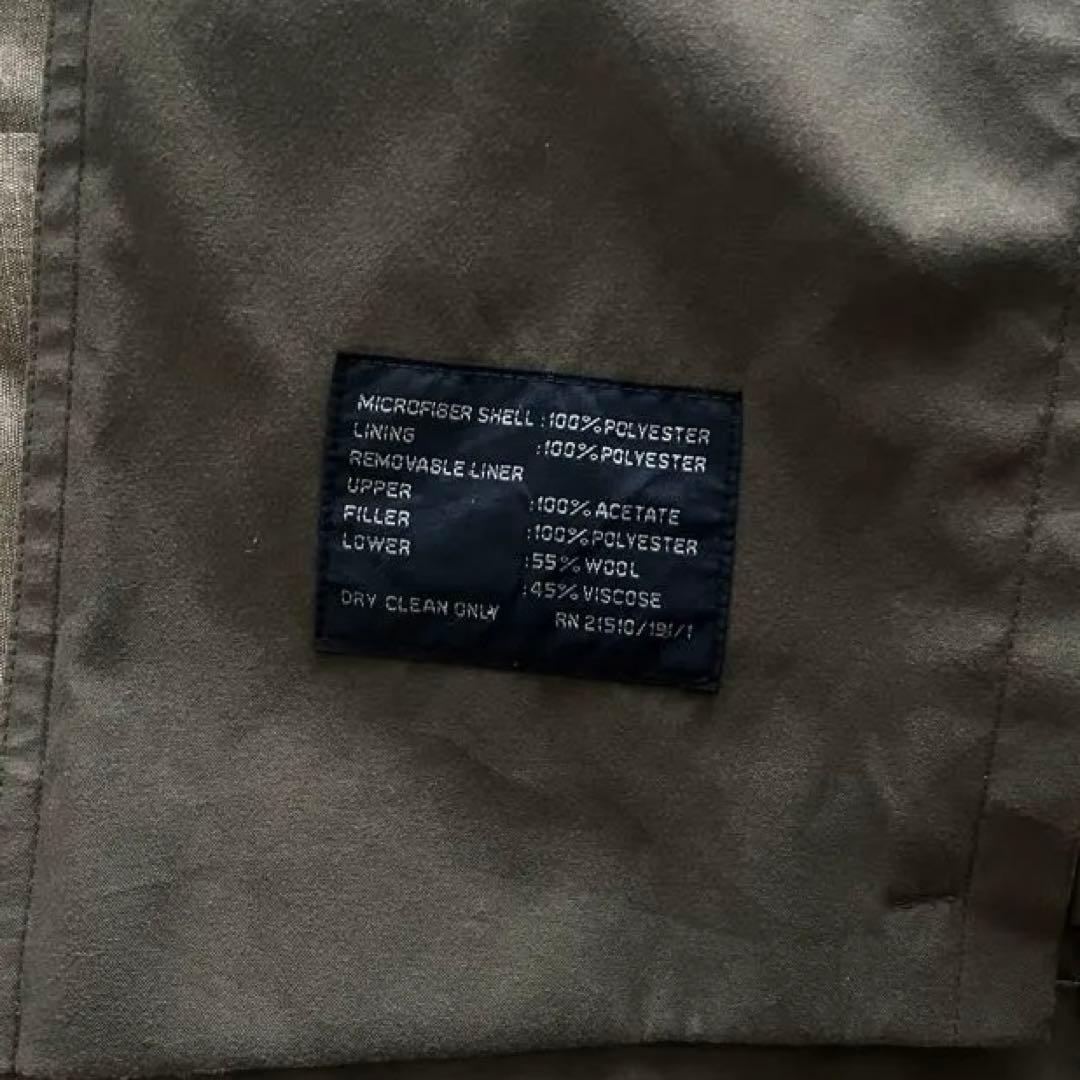 MICROFIBER SHELL :100% POLYESTER
LINING :100% POLYESTER
REMOVABLE LINER
UPPER :100% ACETATE
FILLER :100% POLYESTER
LOWER :55% WOOL
:45% VISCOSE
DRY CLEAN ONLY RN 21510/191/1